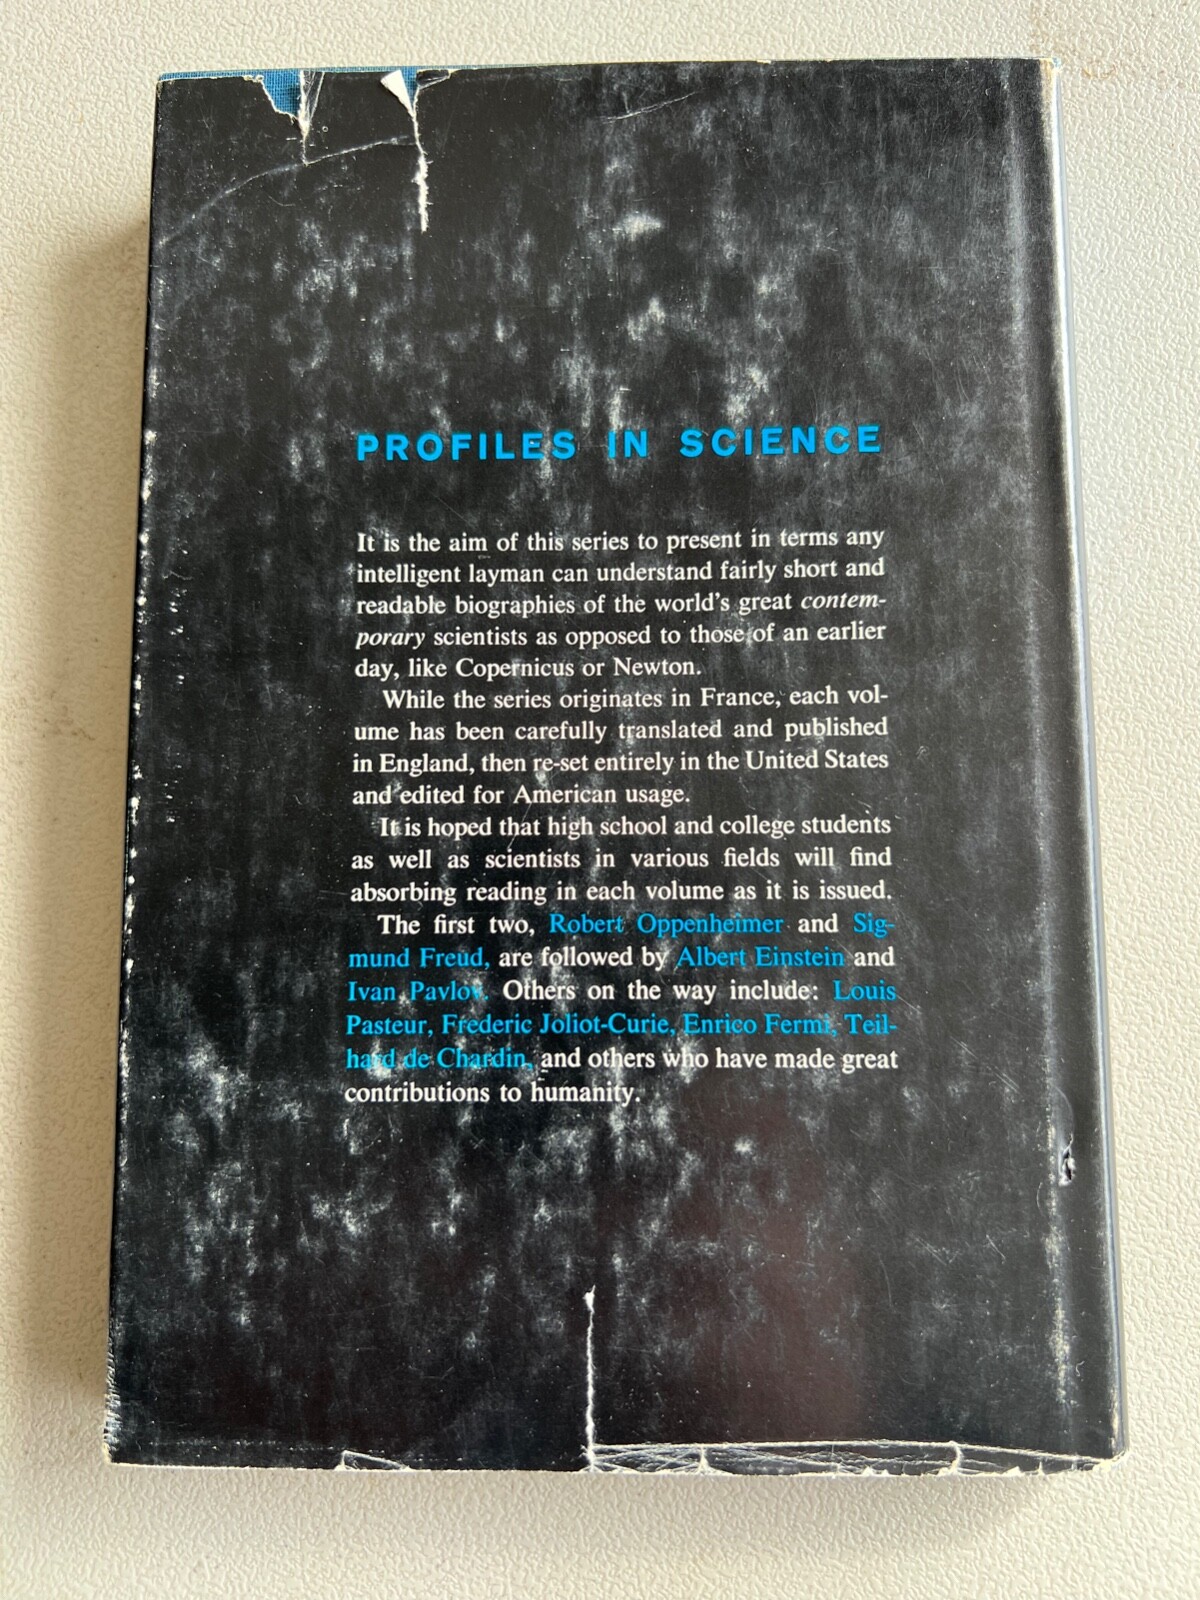 PROFILES IN SCIENCE
It is the aim of this series to present in terms any
intelligent layman can understand fairly short and
readable biographies of the world's great contem-
porary scientists as opposed to those of an earlier
day, like Copernicus or Newton.
While the series originates in France, each vol-
ume has been carefully translated and published
in England, then re-set entirely in the United States
and edited for American usage.
It is hoped that high school and college students
as well as scientists in various fields will find
absorbing reading in each volume as it is issued.
The first two, Robert Oppenheimer and Sig-
mund Freud, are followed by Albert Einstein and
Ivan Pavlov. Others on the way include: Louis
Pasteur, Frederic Joliot-Curie, Enrico Fermi, Teil-
hard de Chardin, and others who have made great
contributions to humanity.